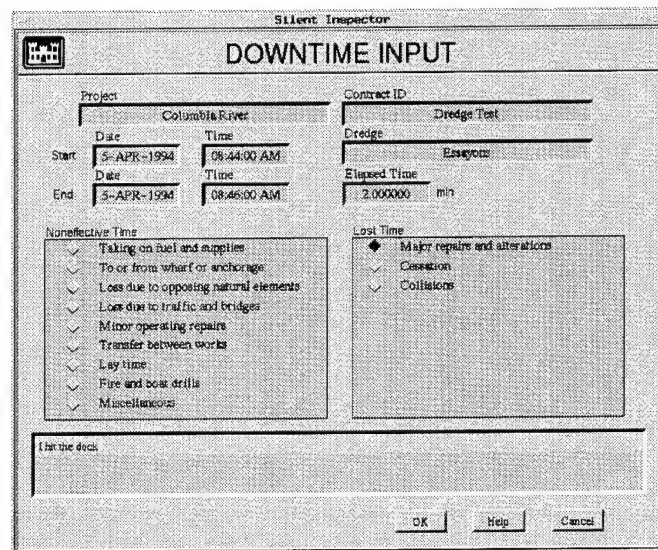 Silent Inspector
DOWNTIME INPUT
Project
Contract ID
Columbia River
Dredge Test
Date Time
Dredge
Start 5-APR-1994 08:44:00 AM
Essayons
Date Time
Elapsed Time
End 5-APR-1994 08:46:00 AM
2.000000 min
Noneffective Time
Lost Time
Taking on fuel and supplies
Major repairs and alterations
To or from wharf or anchorage
Cessation
Loss due to opposing natural elements
Collisions
Loss due to traffic and bridges
Minor operating repairs
Transfer between works
Lay time
Fire and boat drills
Miscellaneous
I hit the dock
OK Help Cancel